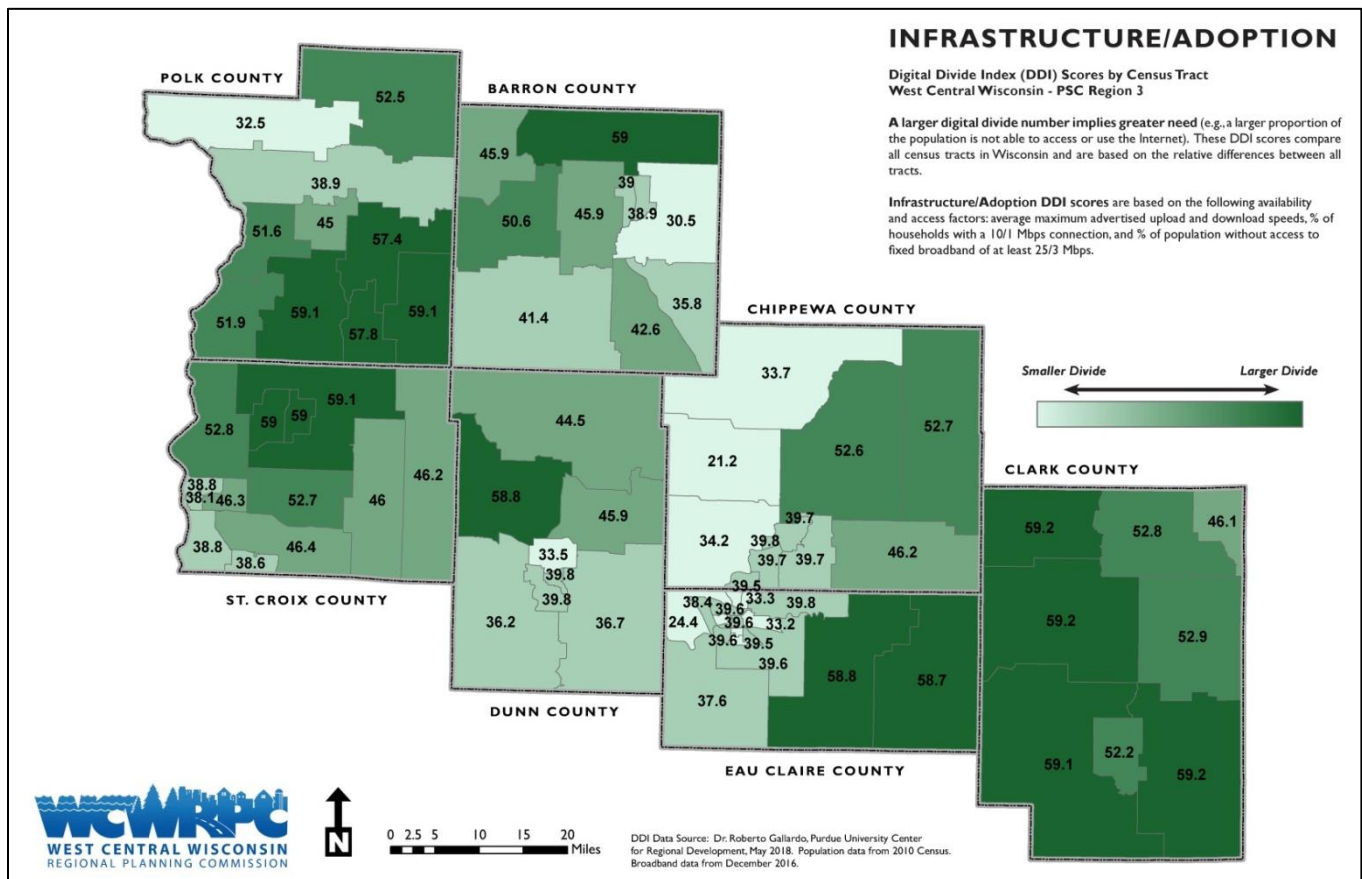 INFRASTRUCTURE/ADOPTION
Digital Divide Index (DDI) Scores by Census Tract
West Central Wisconsin - PSC Region 3
A larger digital divide number implies greater need (e.g., a larger proportion of
the population is not able to access or use the Internet). These DDI scores compare
all census tracts in Wisconsin and are based on the relative differences between all
tracts.
Infrastructure/Adoption DDI scores are based on the following availability
and access factors: average maximum advertised upload and download speeds, % of
households with a 10/1 Mbps connection, and % of population without access to
fixed broadband of at least 25/3 Mbps.
Smaller Divide
Larger Divide
POLK COUNTY
52.5
32.5
38.9
51.6
45
57.4
51.9
59.1
57.8
59.1
BARRON COUNTY
45.9
59
50.6
45.9
39
38.9
30.5
41.4
42.6
35.8
CHIPPEWA COUNTY
33.7
52.6
52.7
21.2
34.2
39.7
39.8
39.7
39.7
46.2
39.5
CLARK COUNTY
59.2
52.8
46.1
59.2
52.9
59.1
52.2
59.2
52.8
59
59
59.1
46.2
38.8
38.1
46.3
52.7
46
38.8
38.6
46.4
ST. CROIX COUNTY
44.5
58.8
45.9
33.5
39.8
39.8
36.2
36.7
DUNN COUNTY
38.4
39.6
33.3
39.8
24.4
39.6
33.2
39.6
39.5
39.6
37.6
58.8
58.7
EAU CLAIRE COUNTY
WCWRPC
WEST CENTRAL WISCONSIN
REGIONAL PLANNING COMMISSION
N
0 2.5 5 10 15 20
Miles
DDI Data Source: Dr. Roberto Gallardo, Purdue University Center
for Regional Development, May 2018. Population data from 2010 Census.
Broadband data from December 2016.